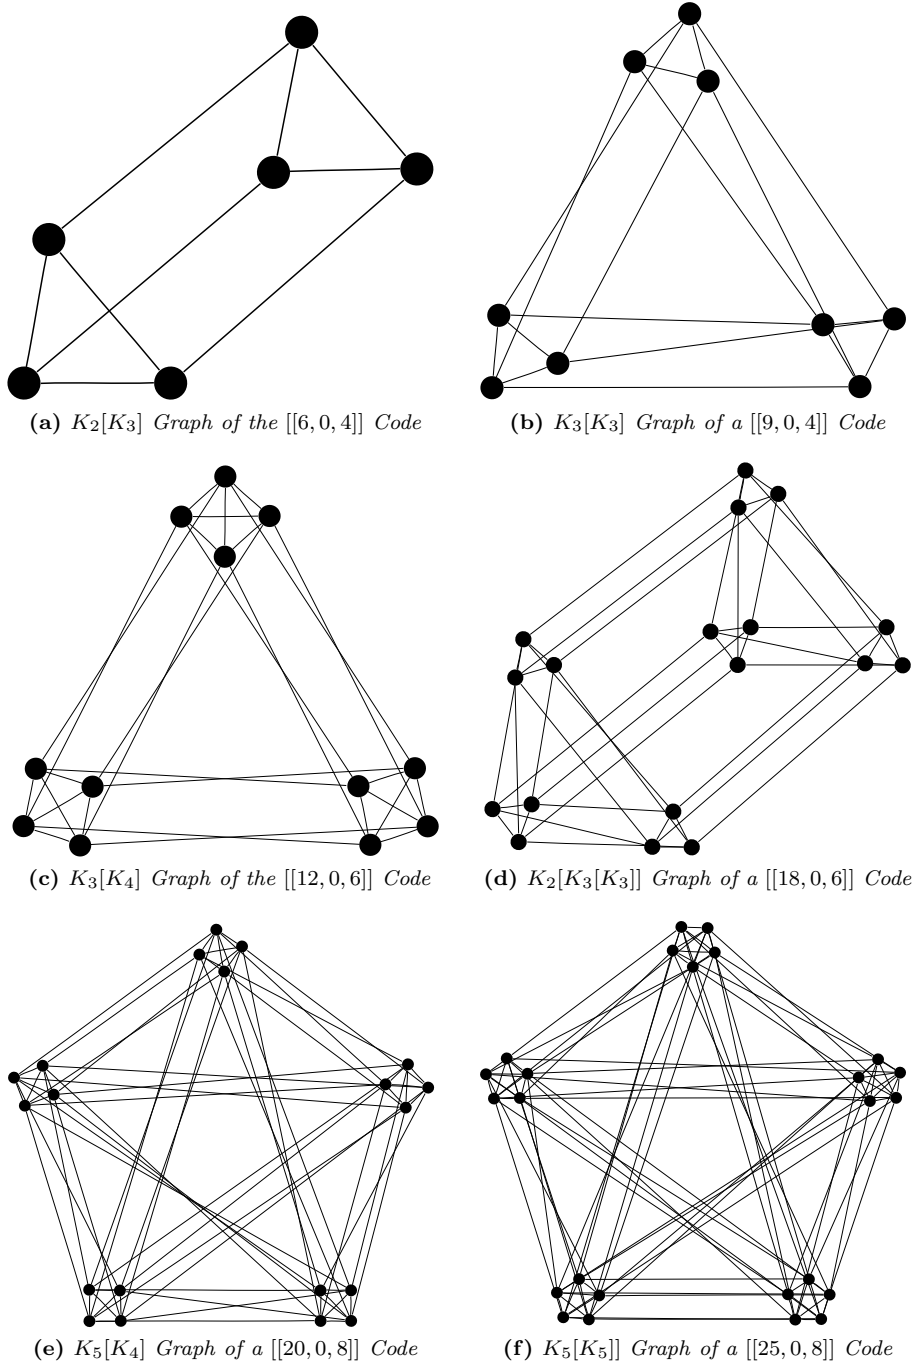 (a) K₂[K₃] Graph of the [[6, 0, 4]] Code
(b) K₃[K₃] Graph of a [[9, 0, 4]] Code
(c) K₃[K₄] Graph of the [[12, 0, 6]] Code
(d) K₂[K₃[K₃]] Graph of a [[18, 0, 6]] Code
(e) K₅[K₄] Graph of a [[20, 0, 8]] Code
(f) K₅[K₅]] Graph of a [[25, 0, 8]] Code